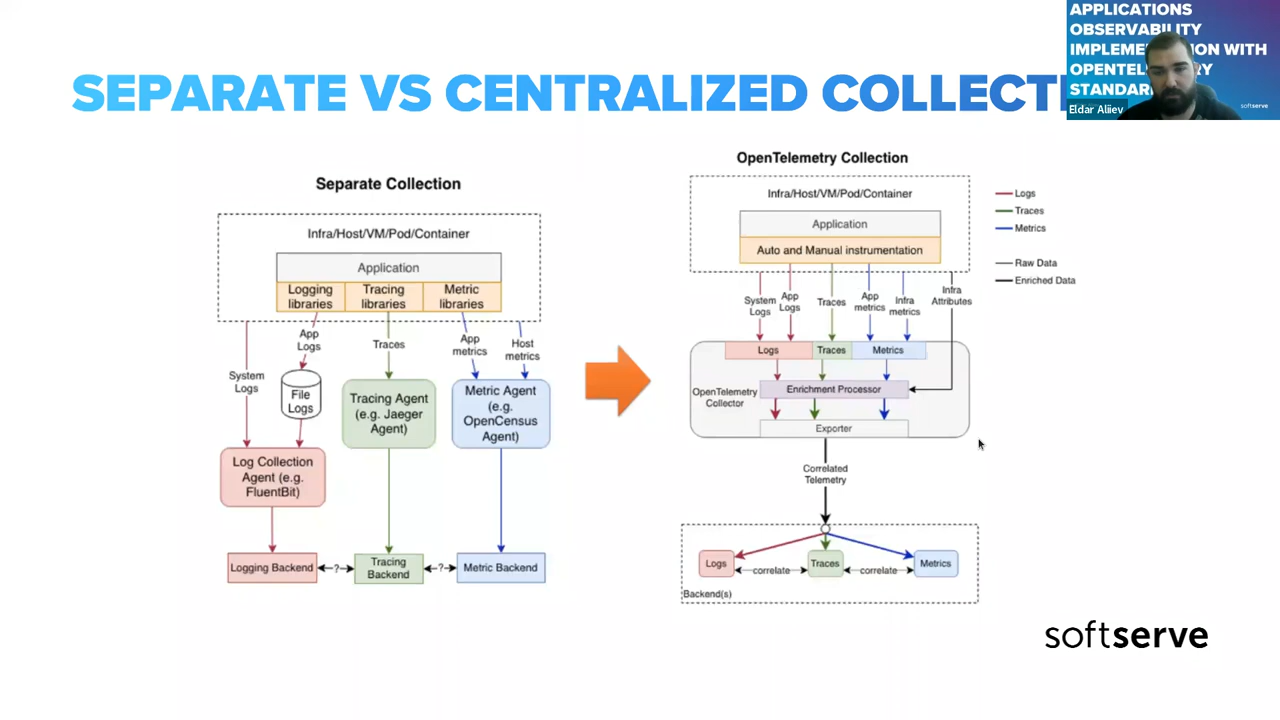 APPLICATIONS
OBSERVABILITY
WITH
STANDAR
Eldar Aliiev
softserve
SEPARATE VS CENTRALIZED COLLECT
Separate Collection
Infra/Host/VM/Pod/Container
Application
Logging libraries
Tracing libraries
Metric libraries
System Logs
App Logs
File Logs
Traces
App metrics
Host metrics
Log Collection Agent (e.g. FluentBit)
Tracing Agent (e.g. Jaeger Agent)
Metric Agent (e.g. OpenCensus Agent)
Logging Backend
?
Tracing Backend
?
Metric Backend
OpenTelemetry Collection
Infra/Host/VM/Pod/Container
Application
Auto and Manual instrumentation
System Logs
App Logs
Traces
App metrics
Infra metrics
Infra Attributes
Logs
Traces
Metrics
OpenTelemetry Collector
Enrichment Processor
Exporter
Correlated Telemetry
Logs
correlate
Traces
correlate
Metrics
Backend(s)
Logs
Traces
Metrics
Raw Data
Enriched Data
softserve